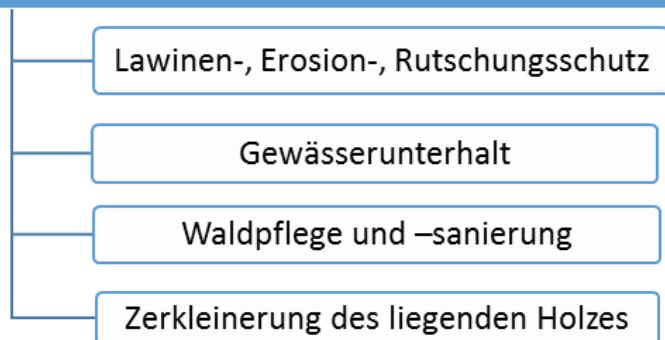 Lawinen-, Erosion-, Rutschungsschutz
Gewässerunterhalt
Waldpflege und –sanierung
Zerkleinerung des liegenden Holzes